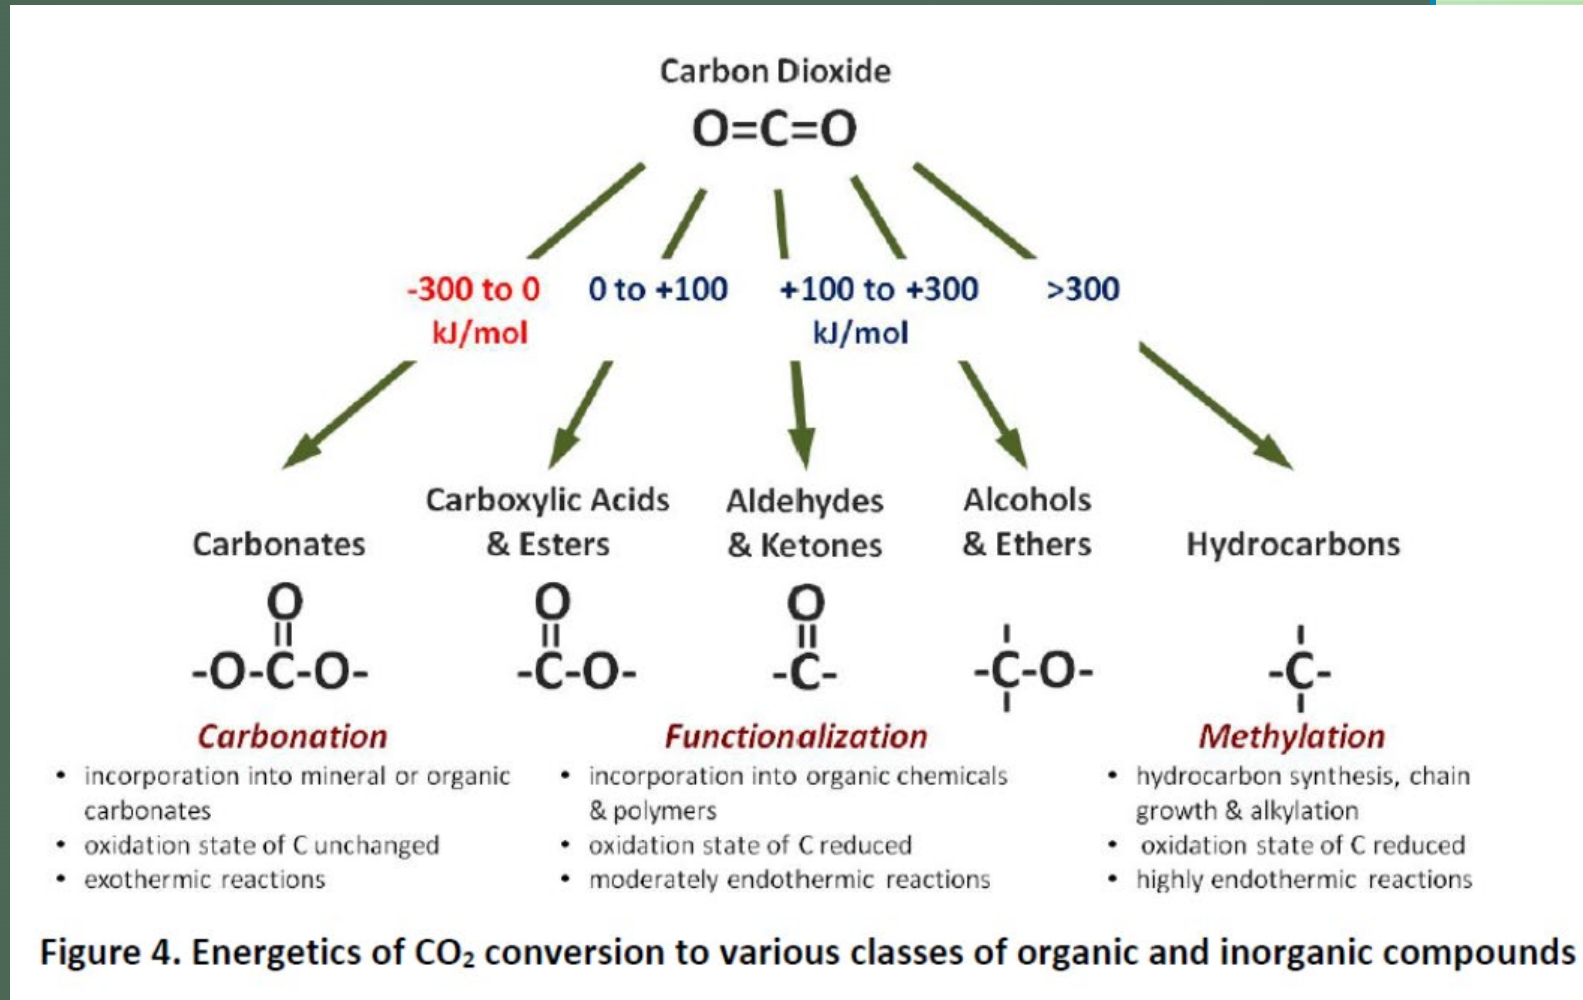 Carbon Dioxide
O=C=O
-300 to 0
kJ/mol
0 to +100
+100 to +300
kJ/mol
>300
Carbonates
Carboxylic Acids
& Esters
Aldehydes
& Ketones
Alcohols
& Ethers
Hydrocarbons
O
-O-C-O-
O
-C-O-
O
-C-
-C-O-
-C-
Carbonation
• incorporation into mineral or organic
carbonates
• oxidation state of C unchanged
• exothermic reactions
Functionalization
• incorporation into organic chemicals
& polymers
• oxidation state of C reduced
• moderately endothermic reactions
Methylation
• hydrocarbon synthesis, chain
growth & alkylation
• oxidation state of C reduced
• highly endothermic reactions
Figure 4. Energetics of CO₂ conversion to various classes of organic and inorganic compounds